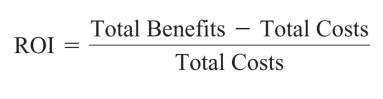 ROI = (Total Benefits − Total Costs) / Total Costs